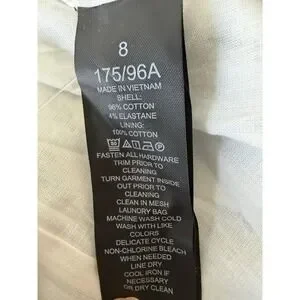 8
175/96A
MADE IN VIETNAM
SHELL:
96% COTTON
4% ELASTANE
LINING:
100% COTTON
FASTEN ALL HARDWARE
TRIM PRIOR TO
CLEANING
TURN GARMENT INSIDE
OUT PRIOR TO
CLEANING
CLEAN IN MESH
LAUNDRY BAG
MACHINE WASH COLD
WASH WITH LIKE
COLORS
DELICATE CYCLE
NON-CHLORINE BLEACH
WHEN NEEDED
LINE DRY
COOL IRON IF
NECESSARY
OR DRY CLEAN